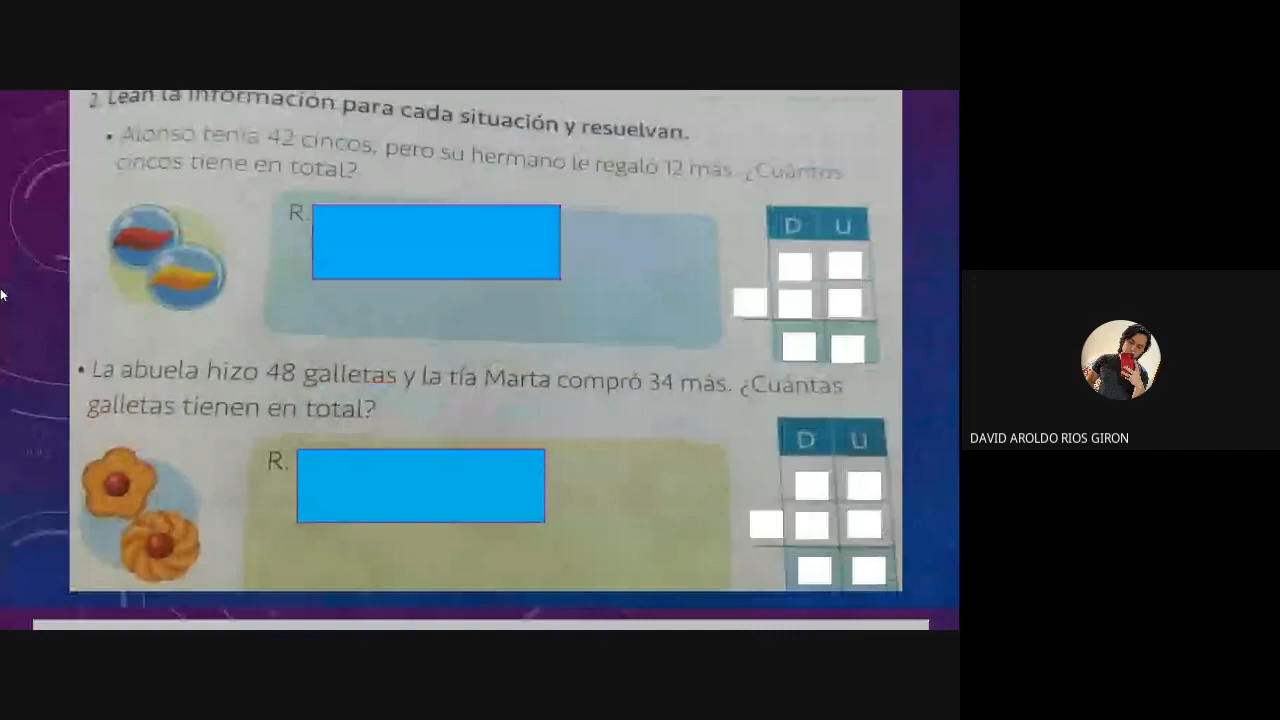 2. Lean la información para cada situación y resuelvan.
• Alonso tenía 42 cincos, pero su hermano le regaló 12 más. ¿Cuántos
cincos tiene en total?
R.
D U
• La abuela hizo 48 galletas y la tía Marta compró 34 más. ¿Cuántas
galletas tienen en total?
R.
D U
DAVID AROLDO RIOS GIRON